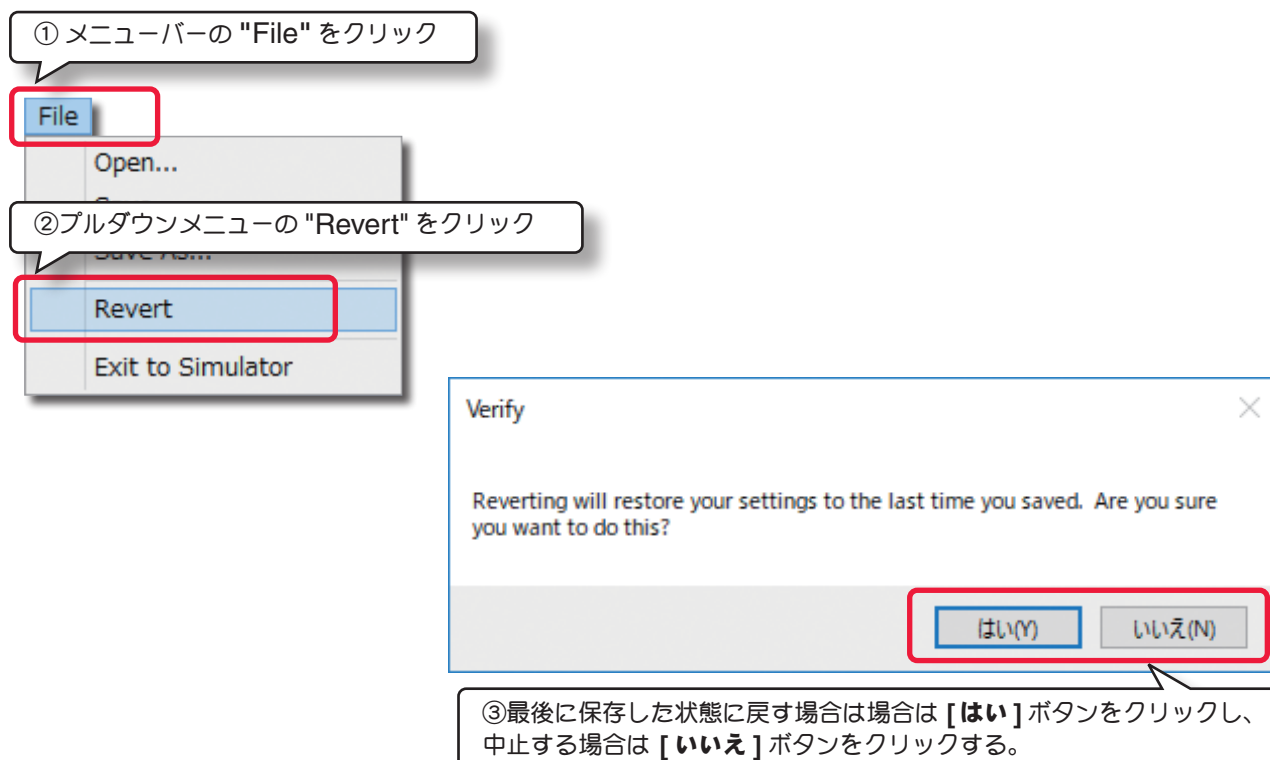 ① メニューバーの "File" をクリック
File
Open...
②プルダウンメニューの "Revert" をクリック
Save As...
Revert
Exit to Simulator
Verify
Reverting will restore your settings to the last time you saved. Are you sure
you want to do this?
はい(Y)
いいえ(N)
③最後に保存した状態に戻す場合は場合は [はい] ボタンをクリックし、
中止する場合は [いいえ] ボタンをクリックする。